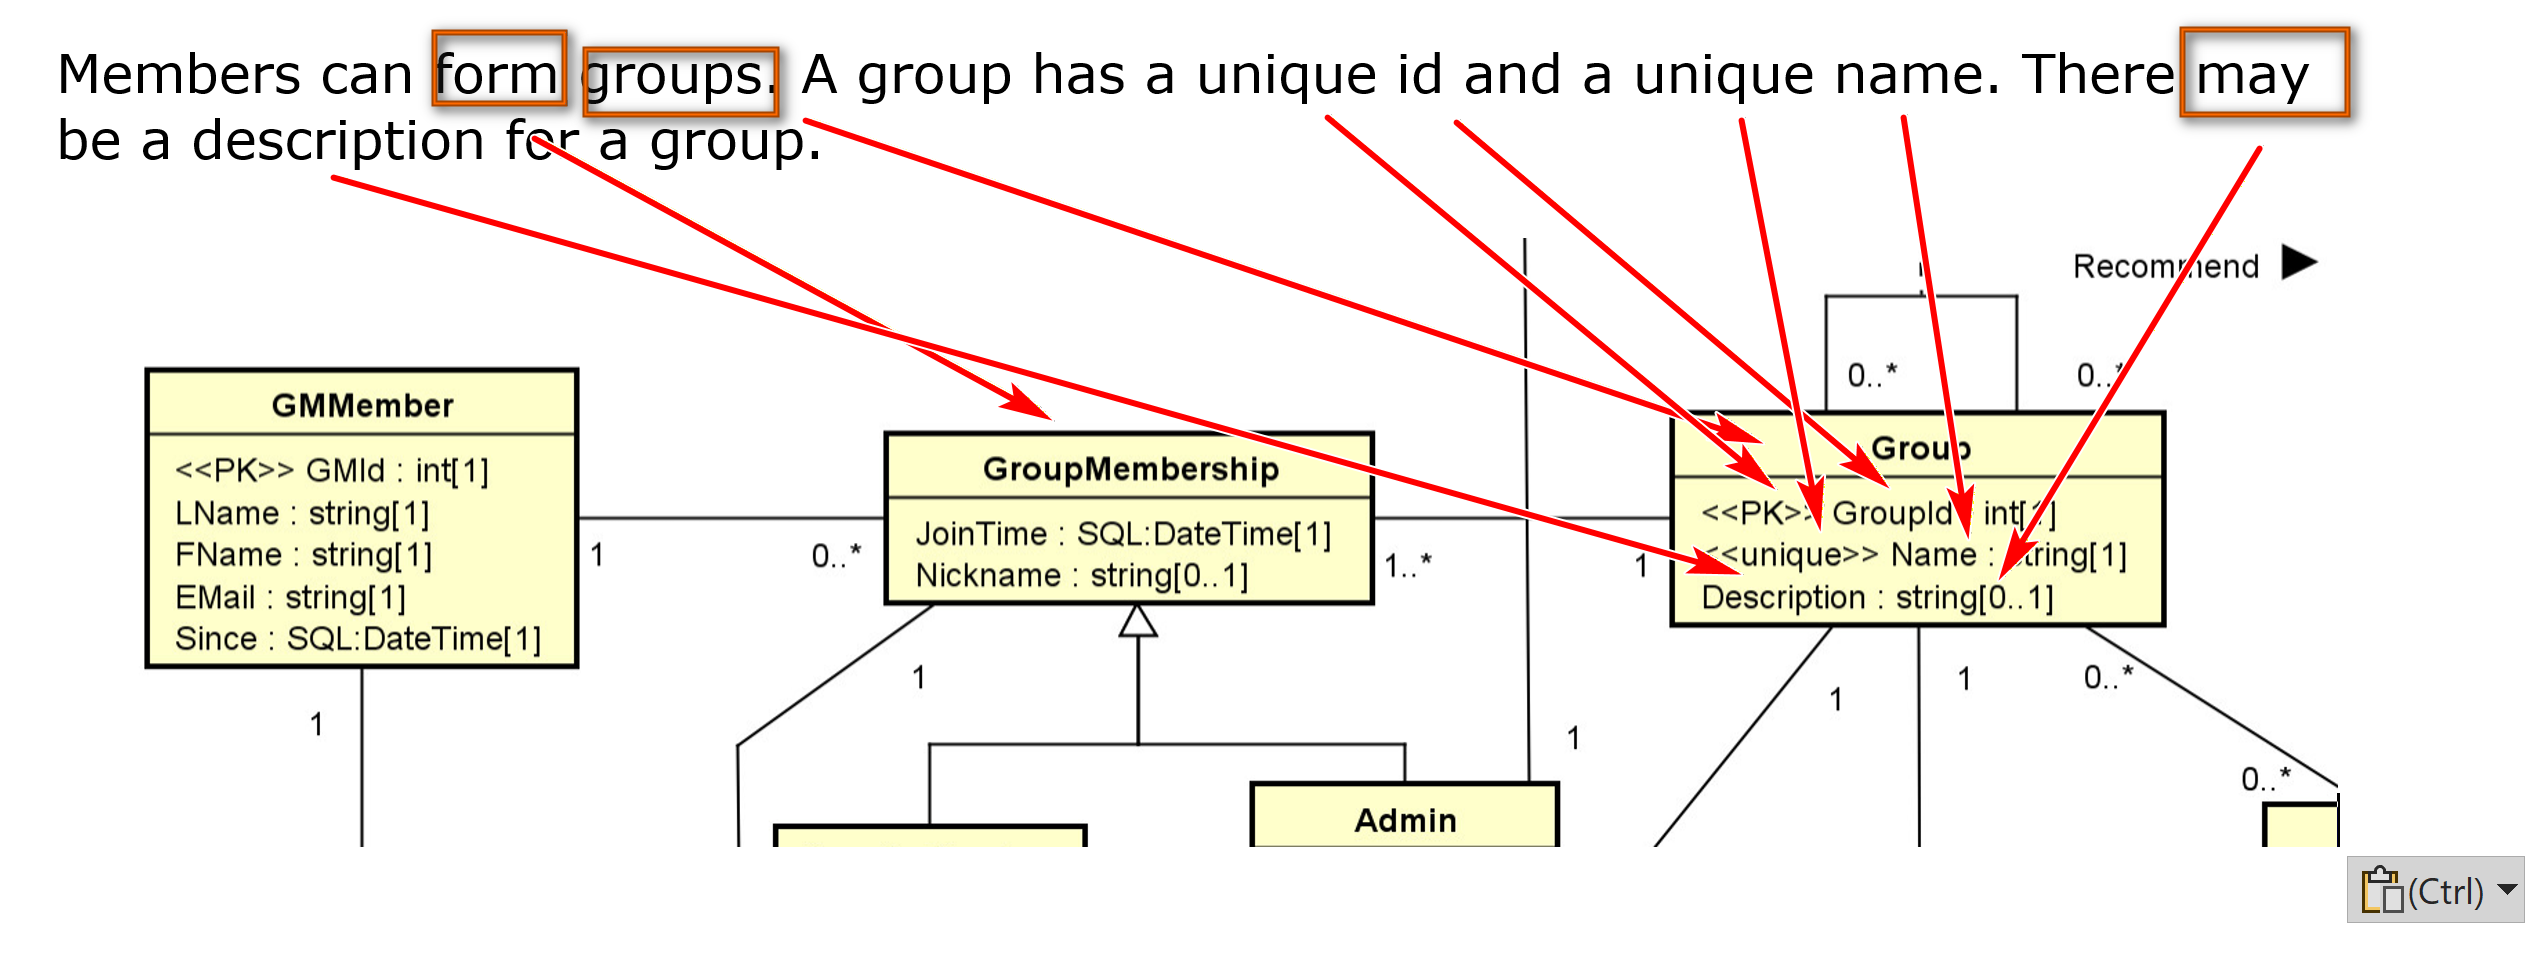 Members can form groups. A group has a unique id and a unique name. There may
be a description for a group.
Recommend ▶
0..* 0..*
GMMember
<<PK>> GMId : int[1]
LName : string[1]
FName : string[1]
EMail : string[1]
Since : SQL:DateTime[1]
1
0..*
GroupMembership
JoinTime : SQL:DateTime[1]
Nickname : string[0..1]
1..*
1
Group
<<PK>> GroupId : int[1]
<<unique>> Name : string[1]
Description : string[0..1]
1
1
1
1
1
0..*
0..*
Admin
(Ctrl)